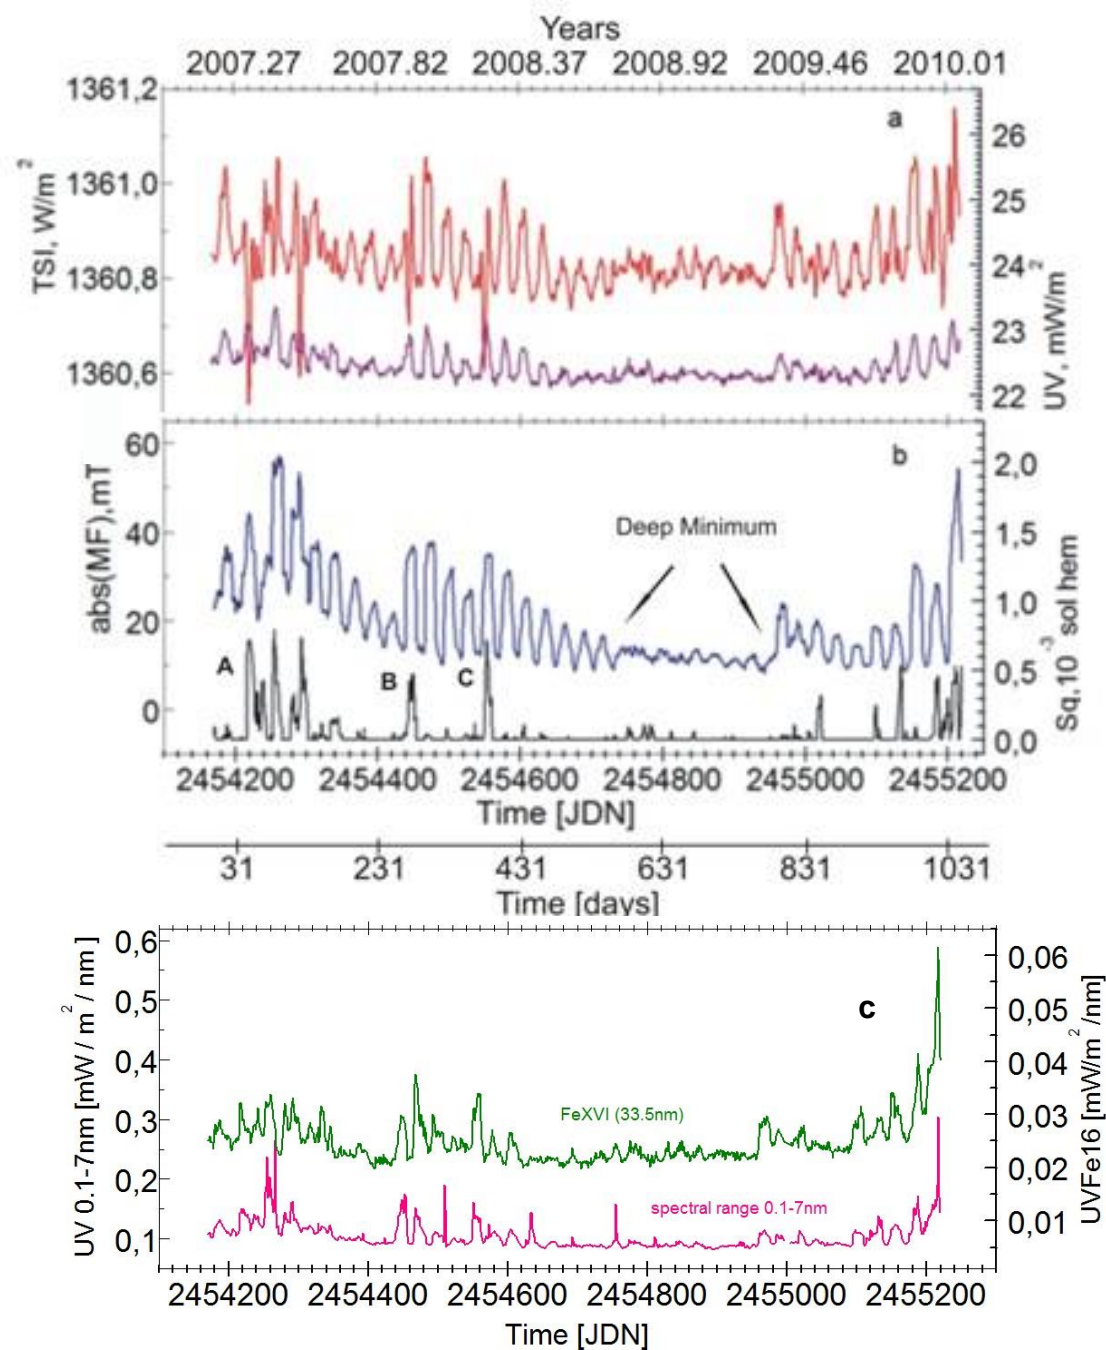 Years
2007.27 2007.82 2008.37 2008.92 2009.46 2010.01
1361,2
1361,0
1360,8
1360,6
TSI, W/m²
a
26
25
24
23
22
UV, mW/m²
60
40
20
0
abs(MF),mT
b
Deep Minimum
A
B
C
2,0
1,5
1,0
0,5
0,0
Sq,10⁻³ sol hem
2454200 2454400 2454600 2454800 2455000 2455200
Time [JDN]
31 231 431 631 831 1031
Time [days]
0,6
0,5
0,4
0,3
0,2
0,1
UV 0.1-7nm [mW / m² / nm ]
c
FeXVI (33.5nm)
spectral range 0.1-7nm
0,06
0,05
0,04
0,03
0,02
0,01
UVFe16 [mW/m² /nm]
2454200 2454400 2454600 2454800 2455000 2455200
Time [JDN]